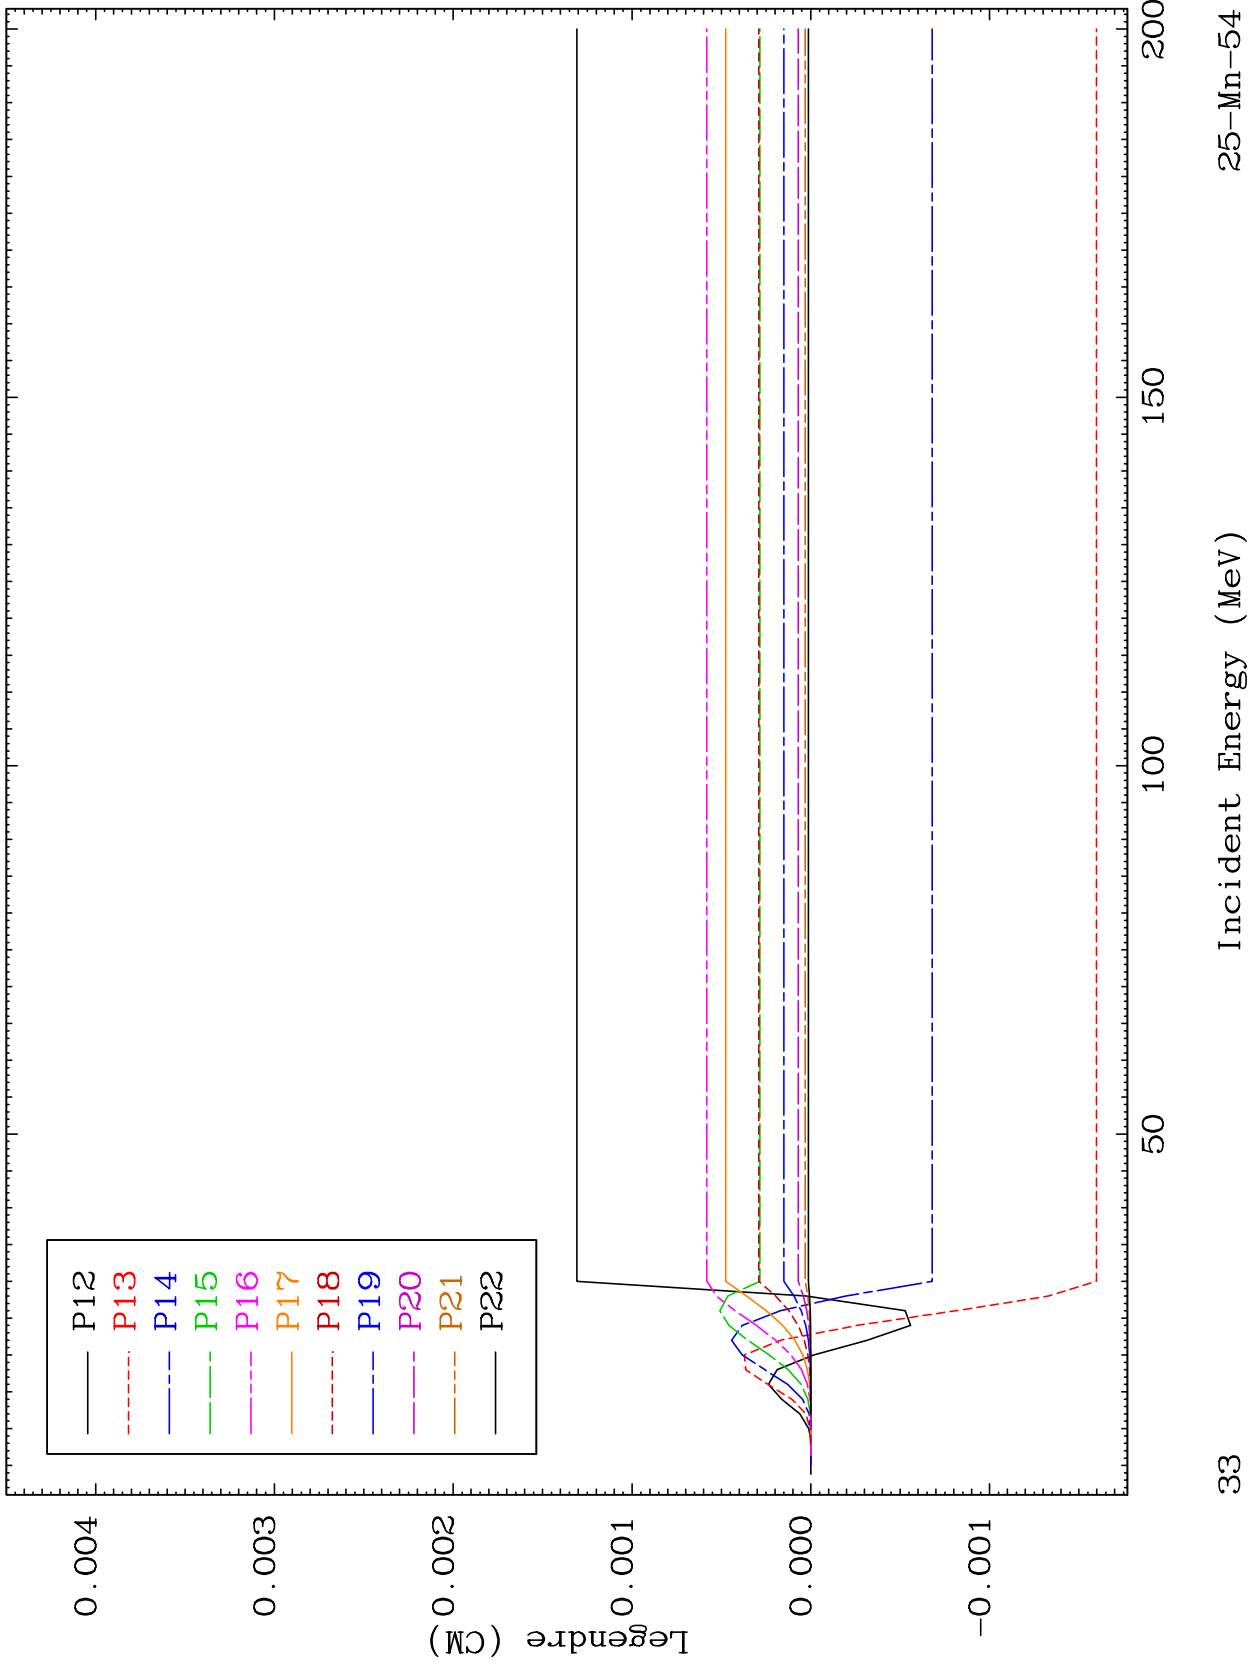 P12
P13
P14
P15
P16
P17
P18
P19
P20
P21
P22
0.004
0.003
0.002
0.001
0.000
-0.001
Legendre (CM)
50
100
150
200
Incident Energy (MeV)
33
25-Mn-54